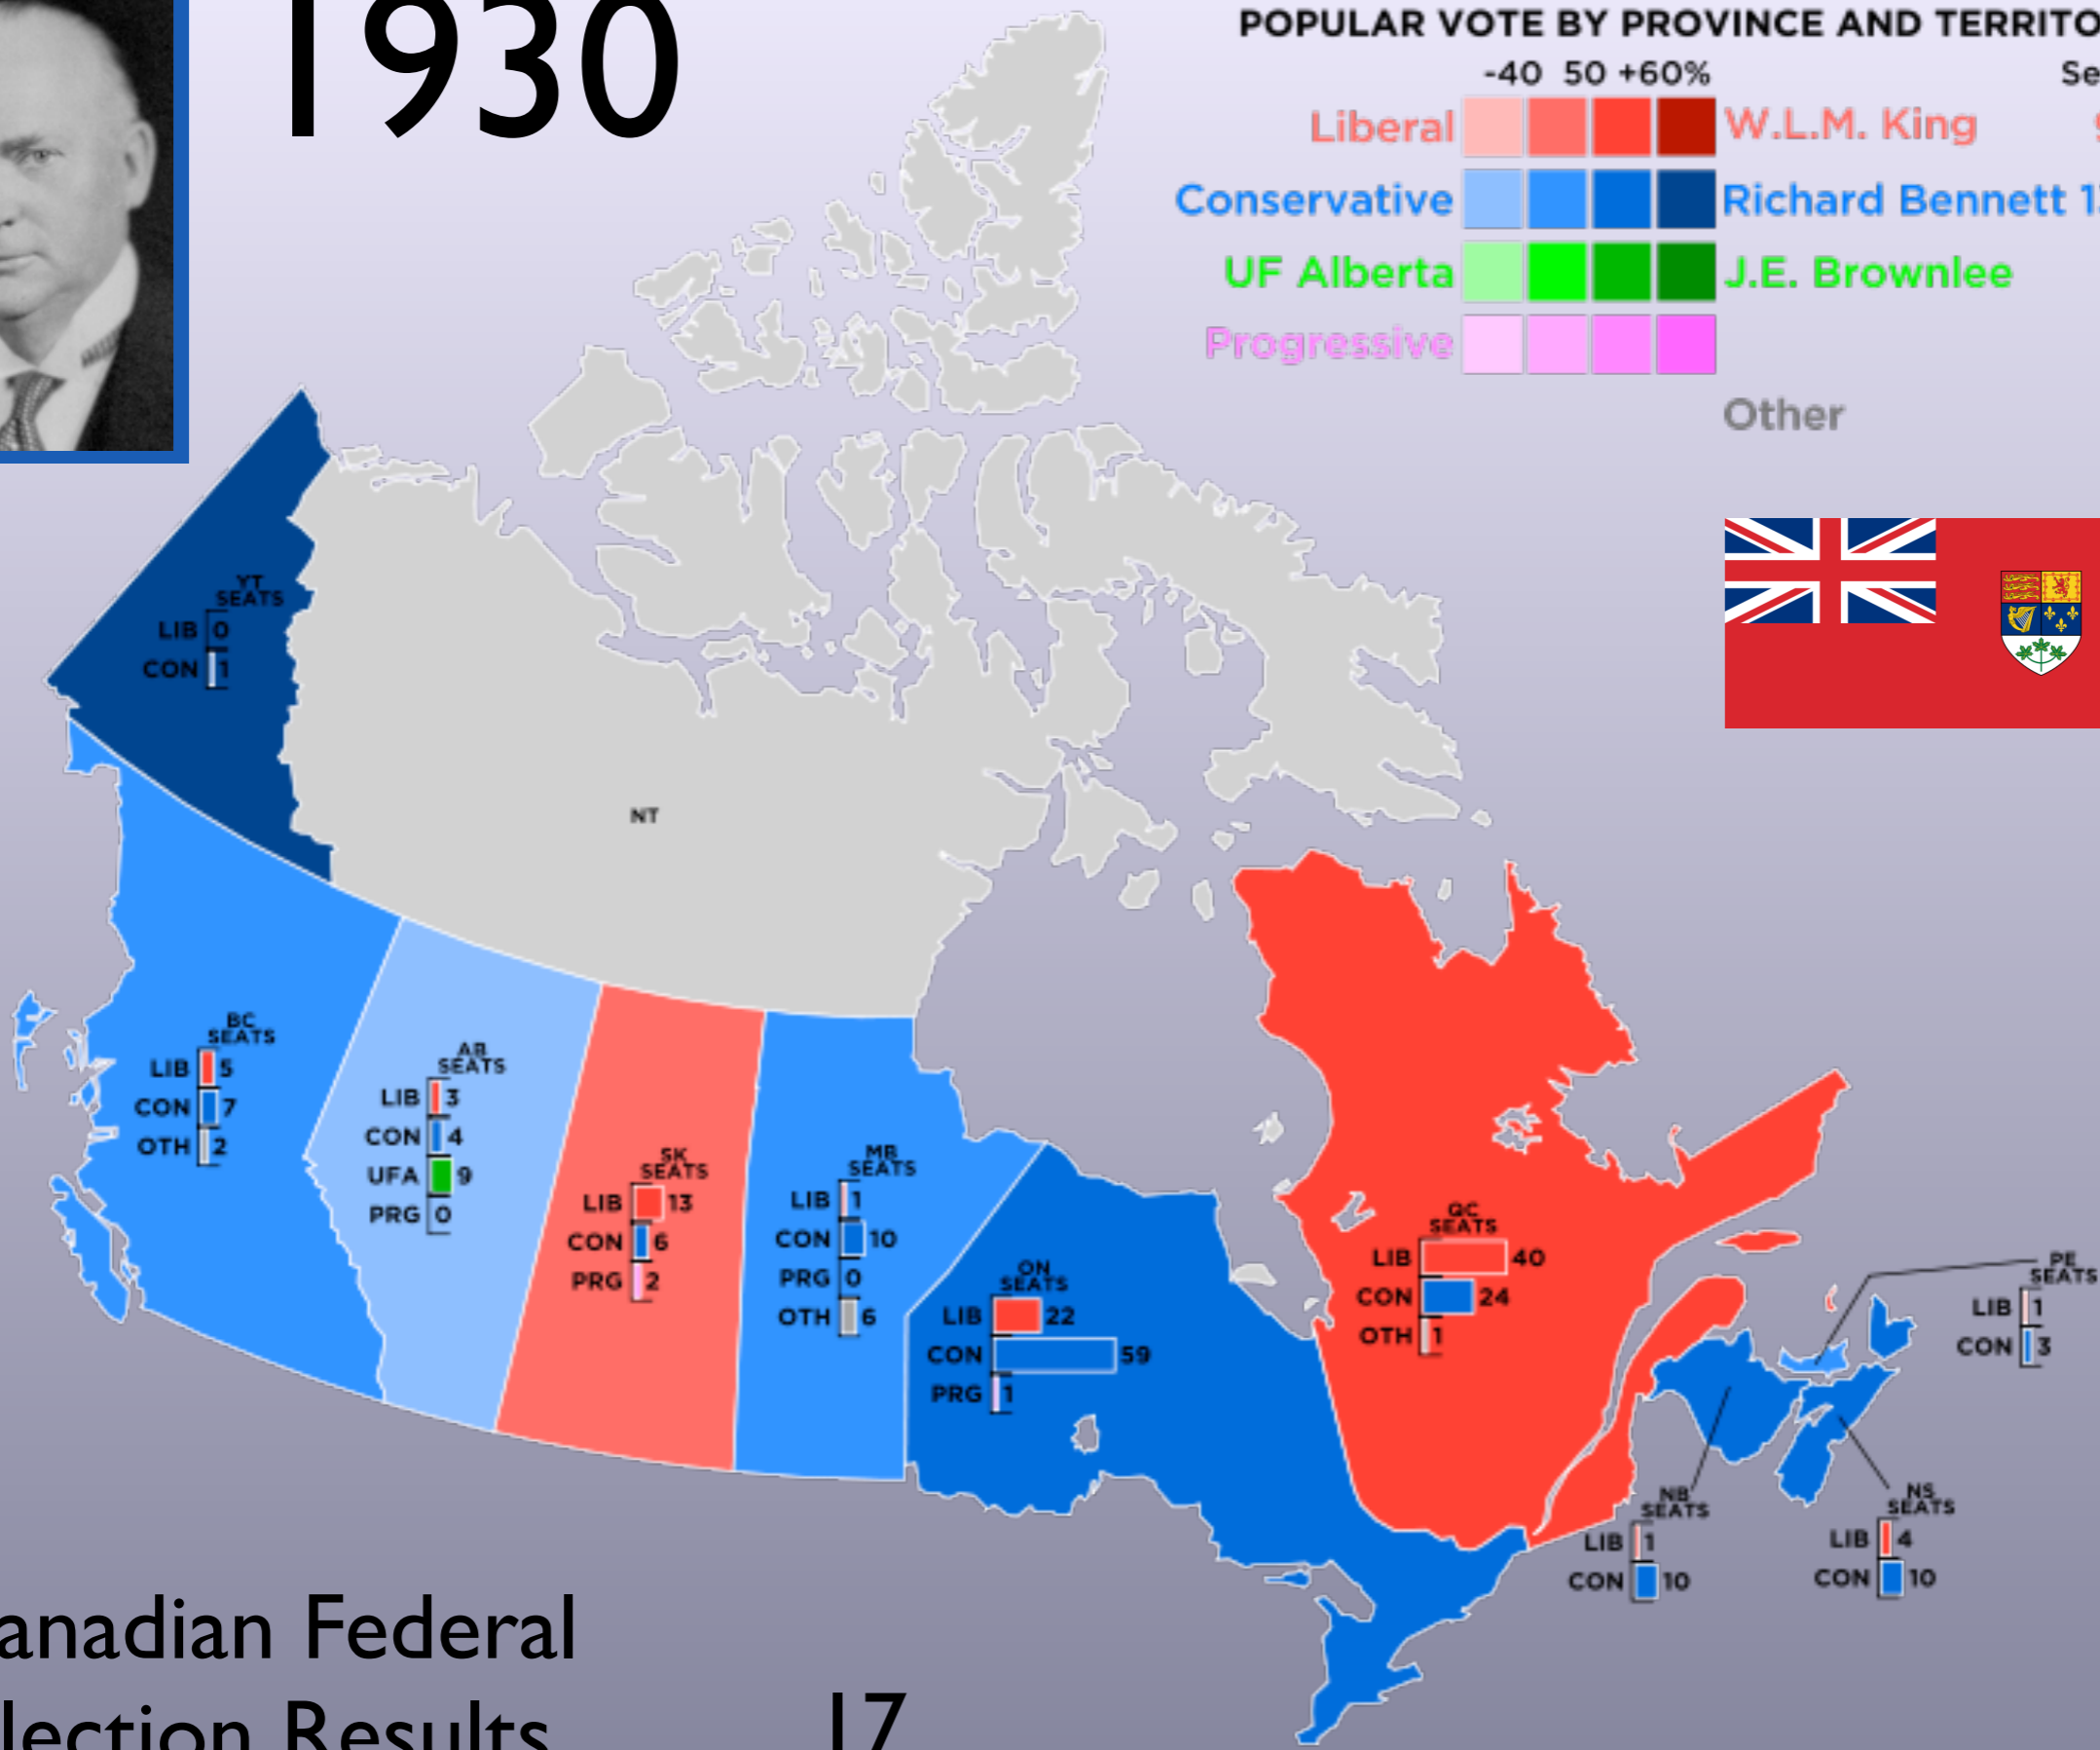 1930
POPULAR VOTE BY PROVINCE AND TERRITO
-40 50 +60%
Se
Liberal W.L.M. King 9
Conservative Richard Bennett 13
UF Alberta J.E. Brownlee
Progressive
Other
YT
SEATS
LIB 0
CON 1
NT
BC
SEATS
LIB 5
CON 7
OTH 2
AB
SEATS
LIB 3
CON 4
UFA 9
PRG 0
SK
SEATS
LIB 13
CON 6
PRG 2
MB
SEATS
LIB 1
CON 10
PRG 0
OTH 6
ON
SEATS
LIB 22
CON 59
PRG 1
QC
SEATS
LIB 40
CON 24
OTH 1
PE
SEATS
LIB 1
CON 3
NB
SEATS
LIB 1
CON 10
NS
SEATS
LIB 4
CON 10
anadian Federal
lection Results
17